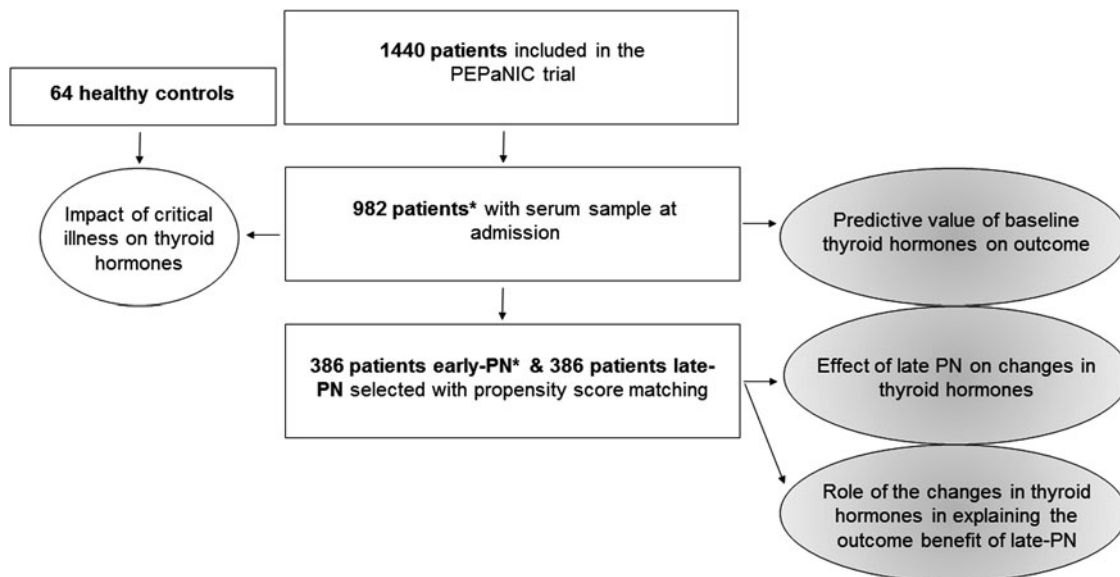 1440 patients included in the
PEPaNIC trial
64 healthy controls
982 patients* with serum sample at
admission
Impact of critical
illness on thyroid
hormones
Predictive value of baseline
thyroid hormones on outcome
386 patients early-PN* & 386 patients late-
PN selected with propensity score matching
Effect of late PN on changes in
thyroid hormones
Role of the changes in thyroid
hormones in explaining the
outcome benefit of late-PN